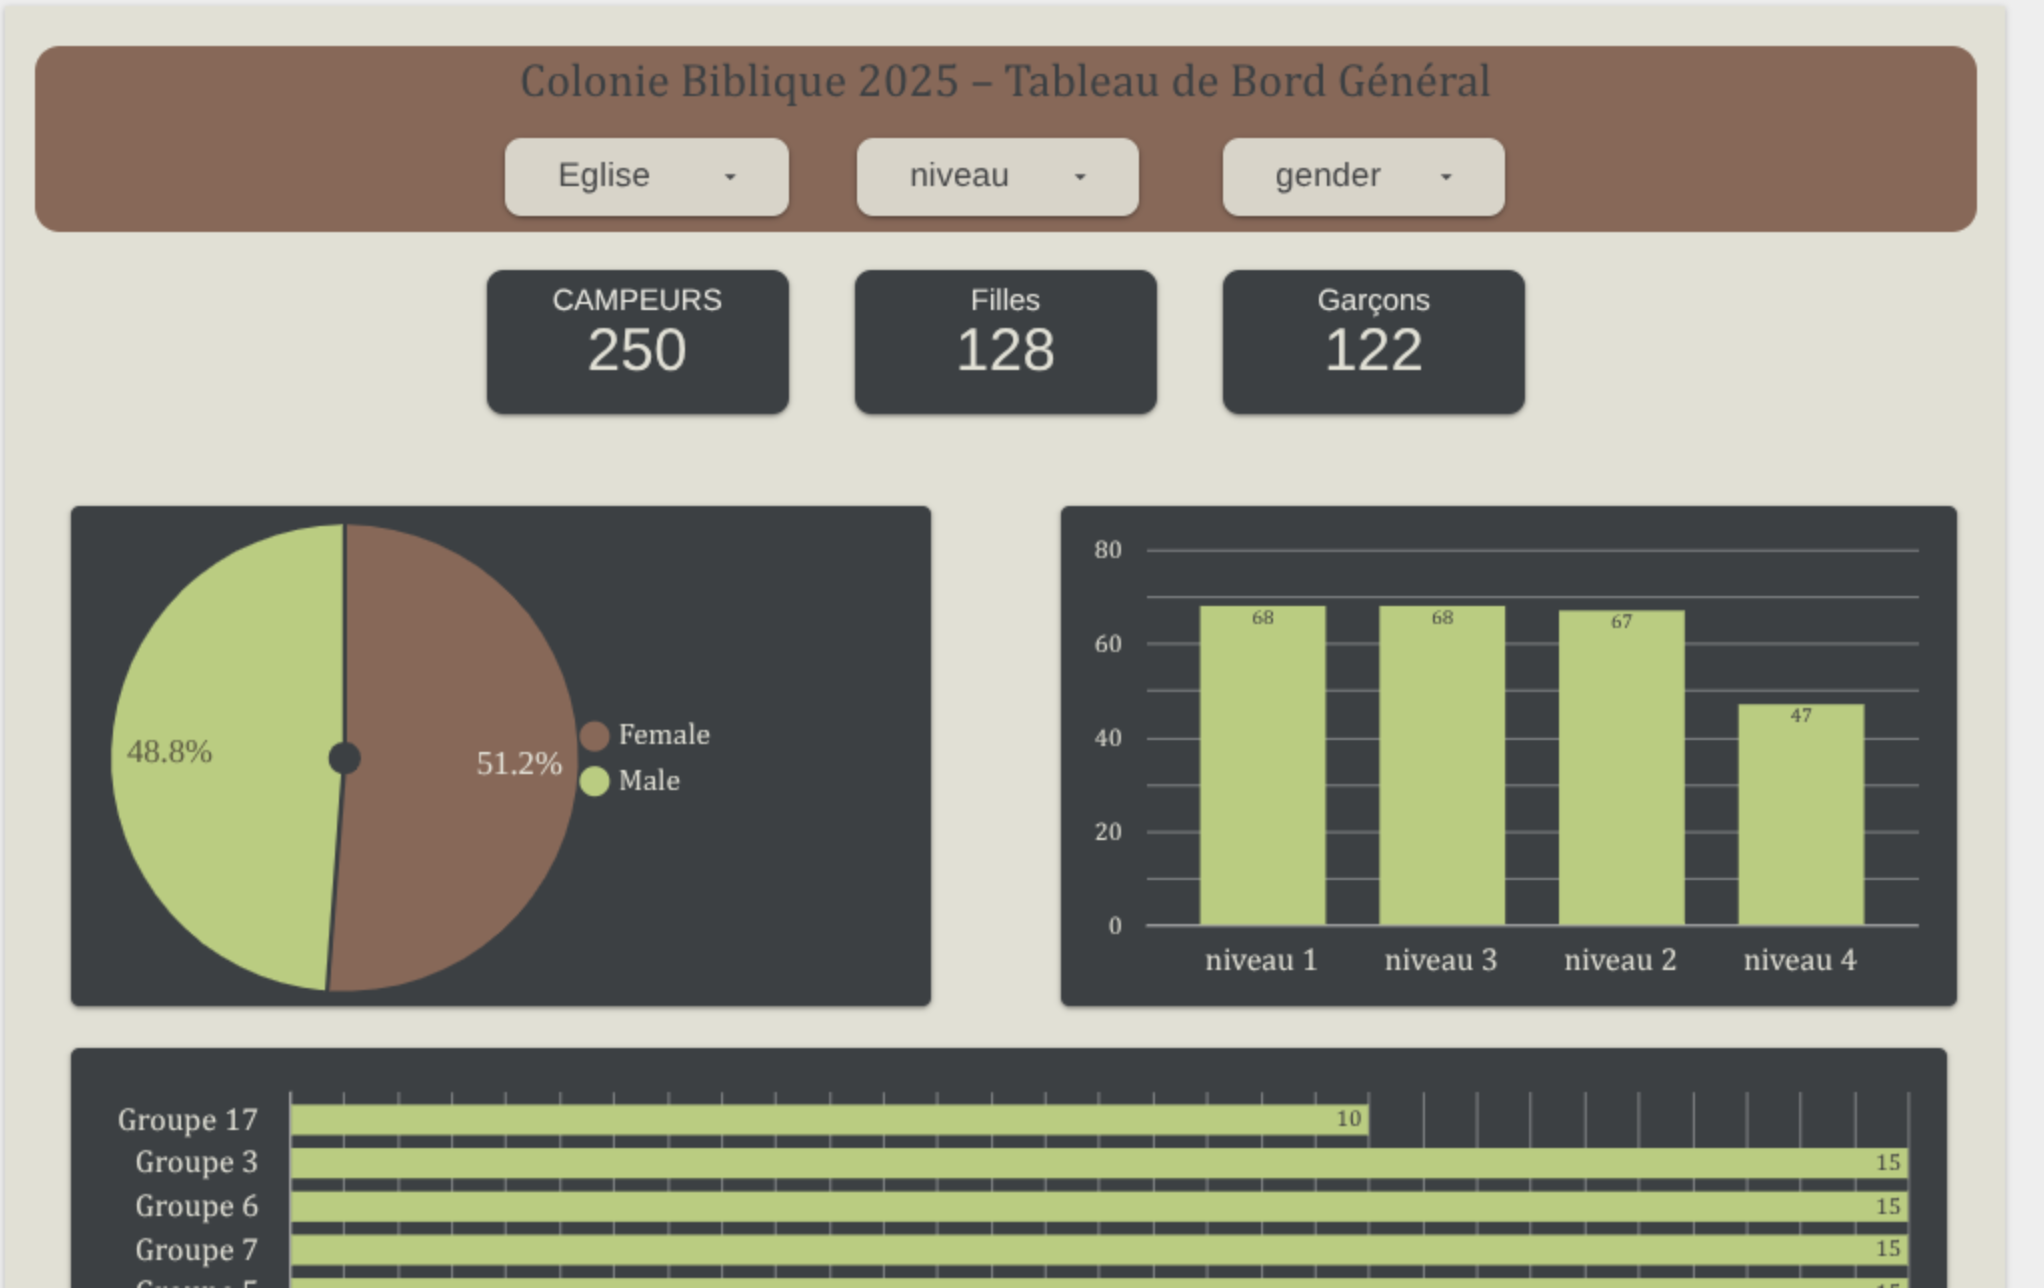 Colonie Biblique 2025 – Tableau de Bord Général
Eglise niveau gender
CAMPEURS Filles Garçons
250 128 122
48.8%
51.2%
Female
Male
80
60
40
20
0
68 68 67 47
niveau 1 niveau 3 niveau 2 niveau 4
Groupe 17 10
Groupe 3 15
Groupe 6 15
Groupe 7 15